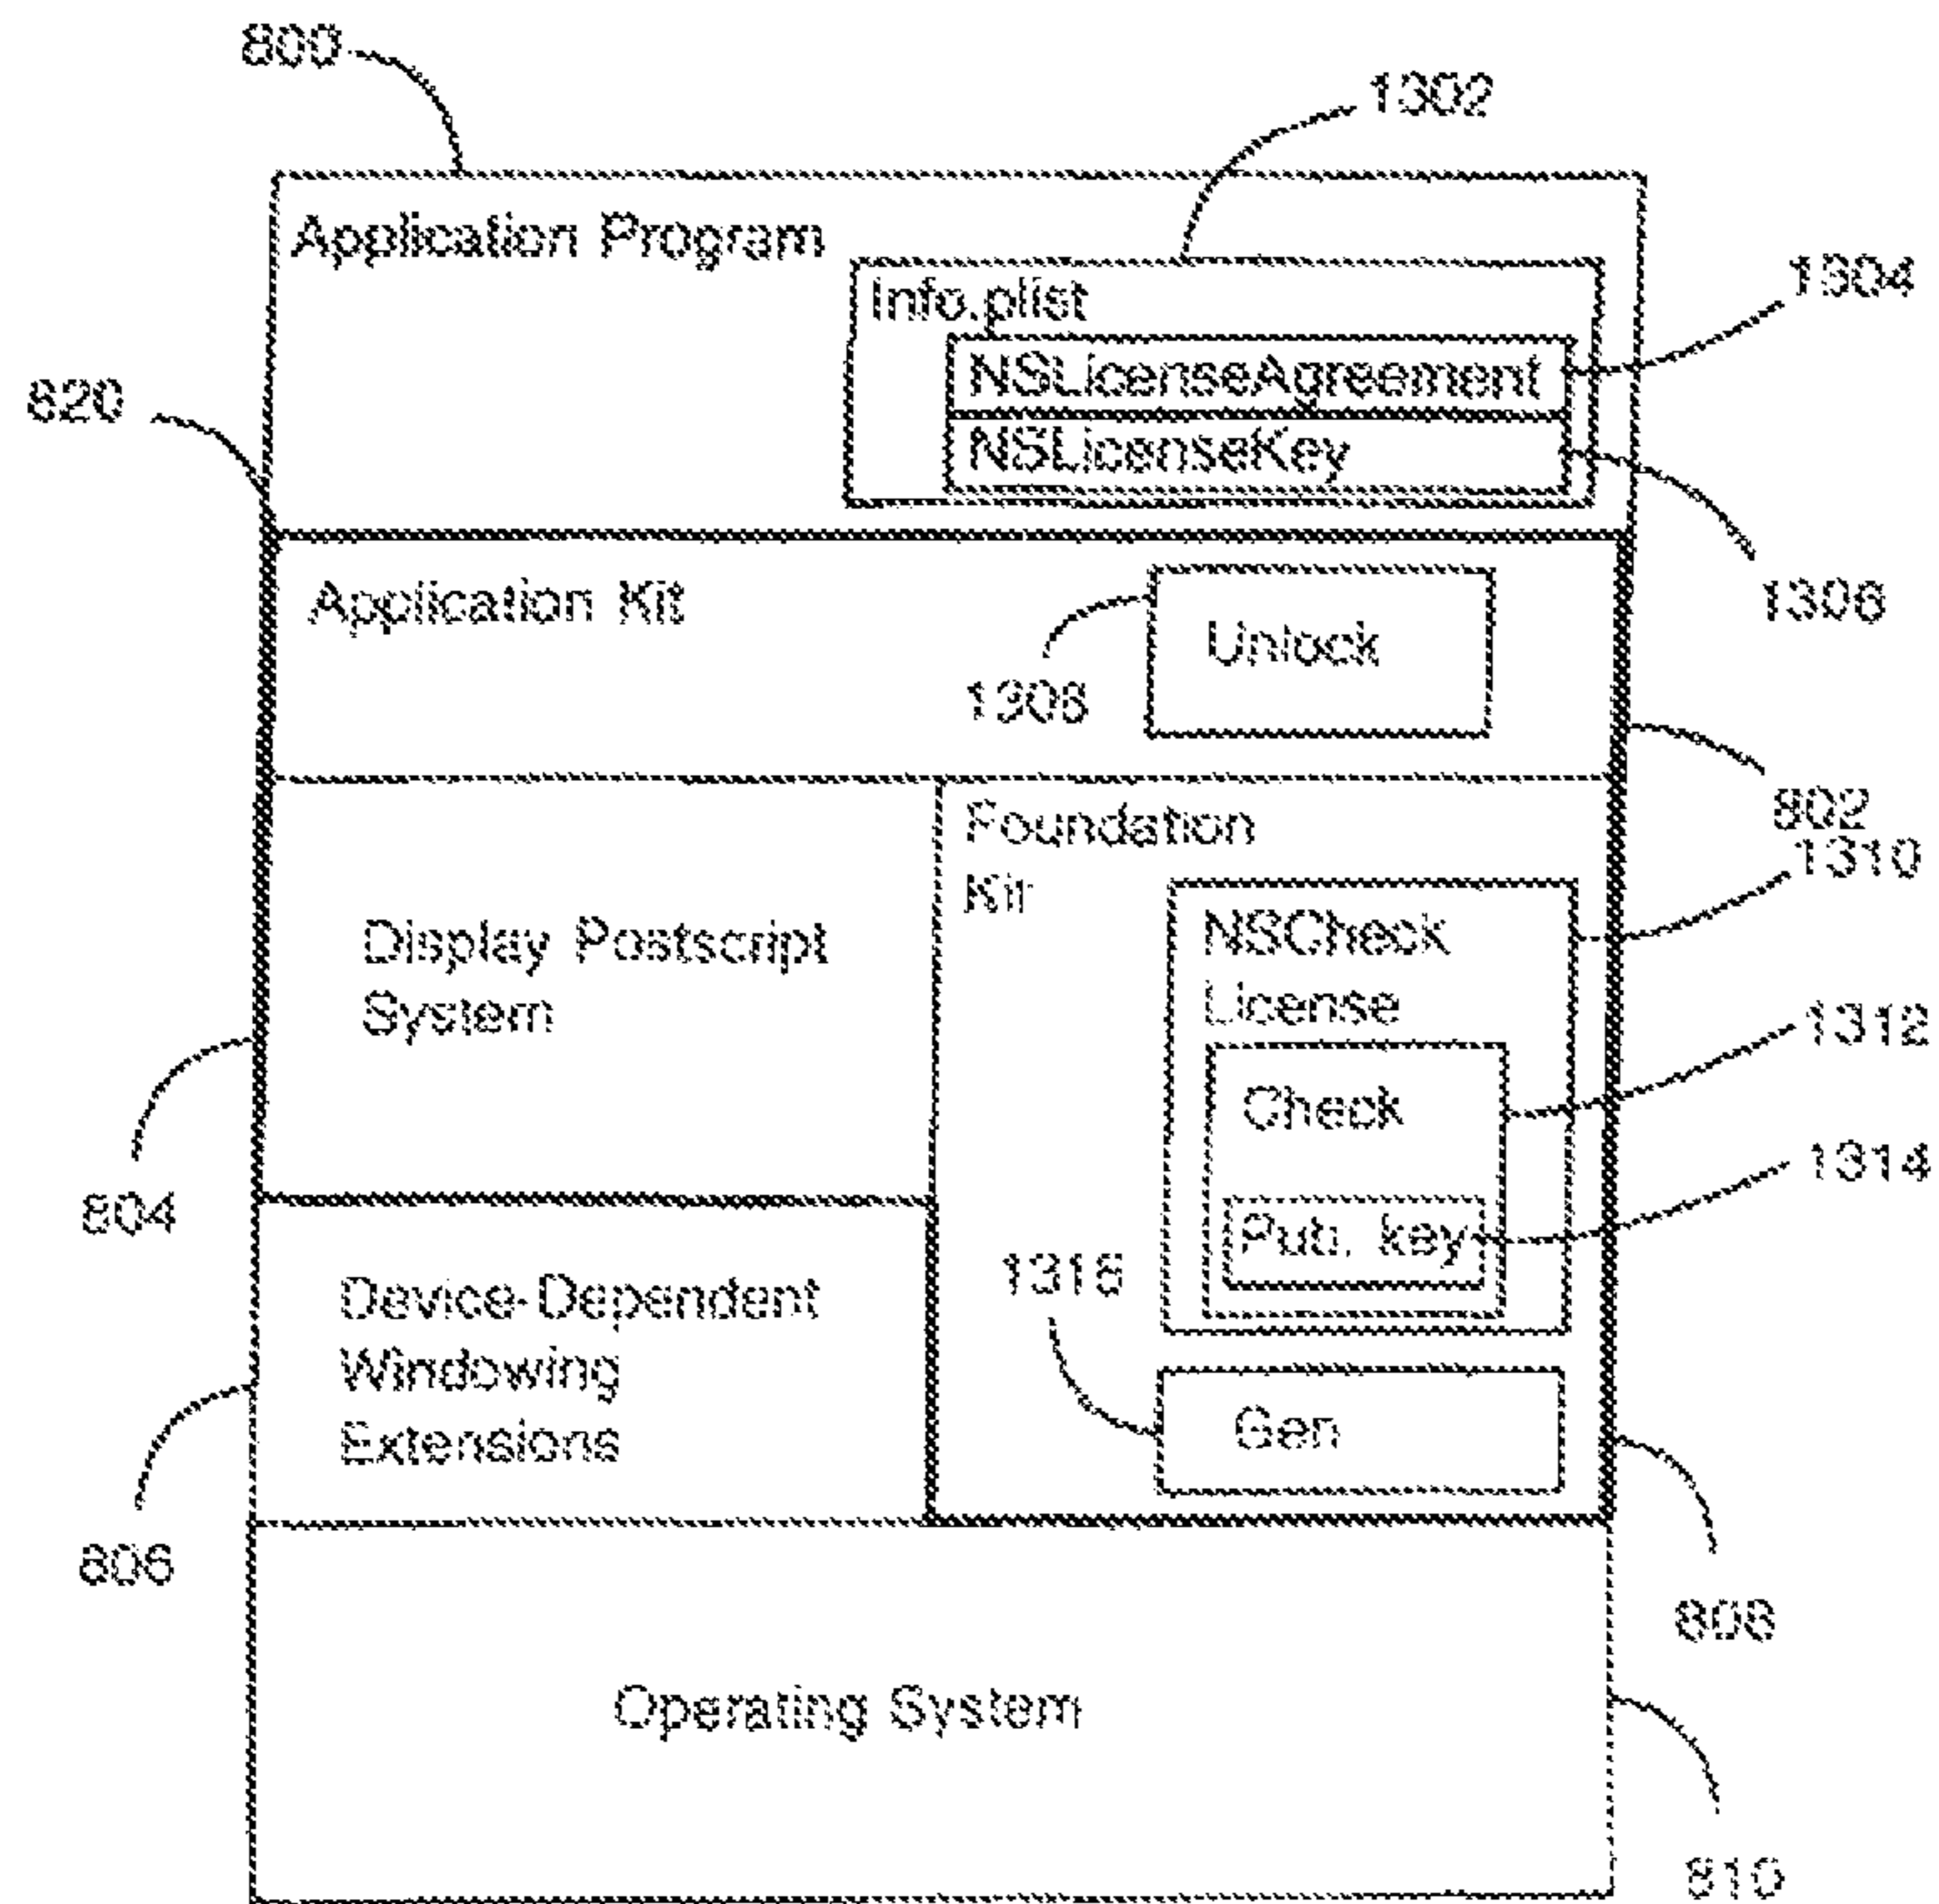 800
1302
Application Program
Info.plist
1304
NSLicenseAgreement
820
NSLicenseKey
1306
Application Kit
Unlock
1308
802
Foundation
Kit
1310
NSCheck
License
Display Postscript
System
1312
Check
1314
804
Pub. key
Device-Dependent
Windowing
Extensions
Gen
806
808
Operating System
810